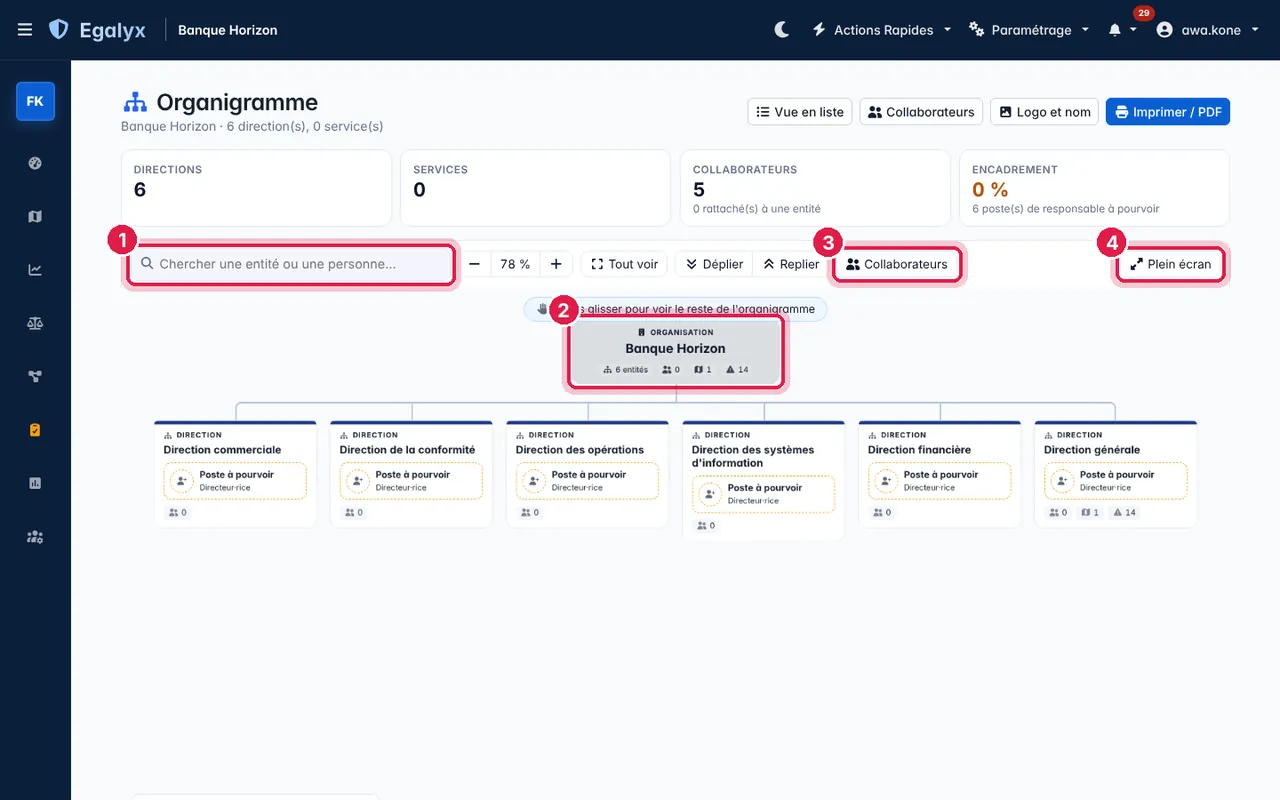 Egalyx
Banque Horizon
Actions Rapides
Paramétrage
29
awa.kone
FK
Organigramme
Banque Horizon · 6 direction(s), 0 service(s)
Vue en liste
Collaborateurs
Logo et nom
Imprimer / PDF
DIRECTIONS
6
SERVICES
0
COLLABORATEURS
5
0 rattaché(s) à une entité
ENCADREMENT
0 %
6 poste(s) de responsable à pourvoir
1
Chercher une entité ou une personne...
− 78 % +
Tout voir
Déplier
Replier
3
Collaborateurs
4
Plein écran
2
glisser pour voir le reste de l'organigramme
ORGANISATION
Banque Horizon
6 entités 0 1 14
DIRECTION
Direction commerciale
Poste à pourvoir
Directeur·rice
0
DIRECTION
Direction de la conformité
Poste à pourvoir
Directeur·rice
0
DIRECTION
Direction des opérations
Poste à pourvoir
Directeur·rice
0
DIRECTION
Direction des systèmes
d'information
Poste à pourvoir
Directeur·rice
0
DIRECTION
Direction financière
Poste à pourvoir
Directeur·rice
0
DIRECTION
Direction générale
Poste à pourvoir
Directeur·rice
0 1 14